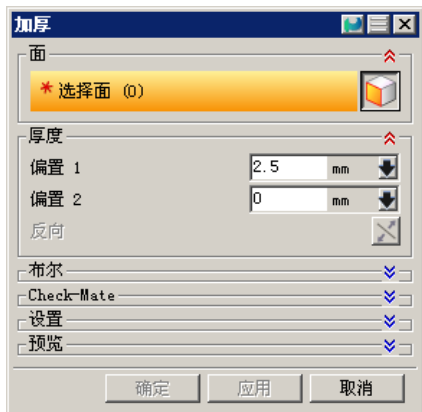 加厚
面
* 选择面 (0)
厚度
偏置 1 2.5 mm
偏置 2 0 mm
反向
布尔
Check-Mate
设置
预览
确定 应用 取消